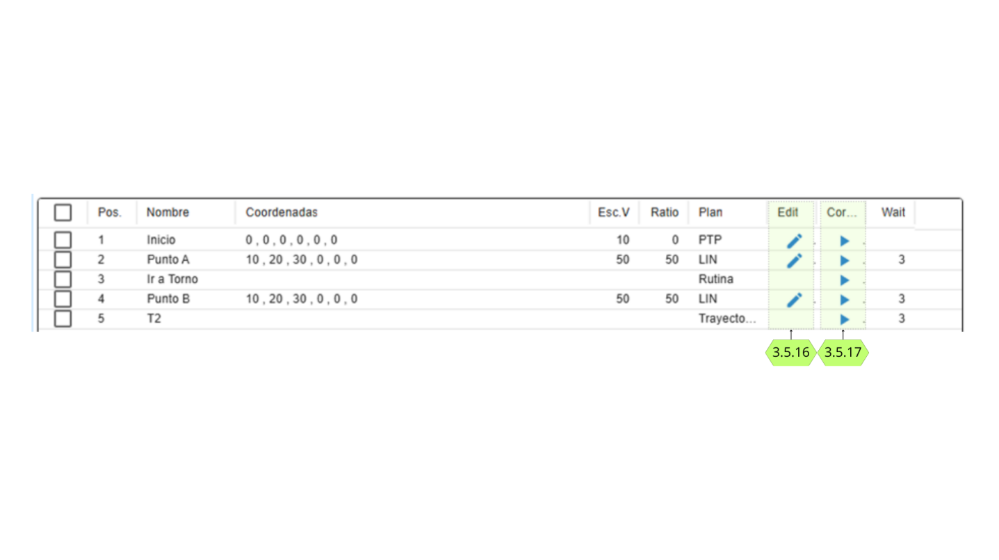 Pos. Nombre Coordenadas Esc.V Ratio Plan Edit Cor... Wait
1 Inicio 0 , 0 , 0 , 0 , 0 , 0 10 0 PTP
2 Punto A 10 , 20 , 30 , 0 , 0 , 0 50 50 LIN 3
3 Ir a Torno Rutina
4 Punto B 10 , 20 , 30 , 0 , 0 , 0 50 50 LIN 3
5 T2 Trayecto... 3
3.5.16 3.5.17